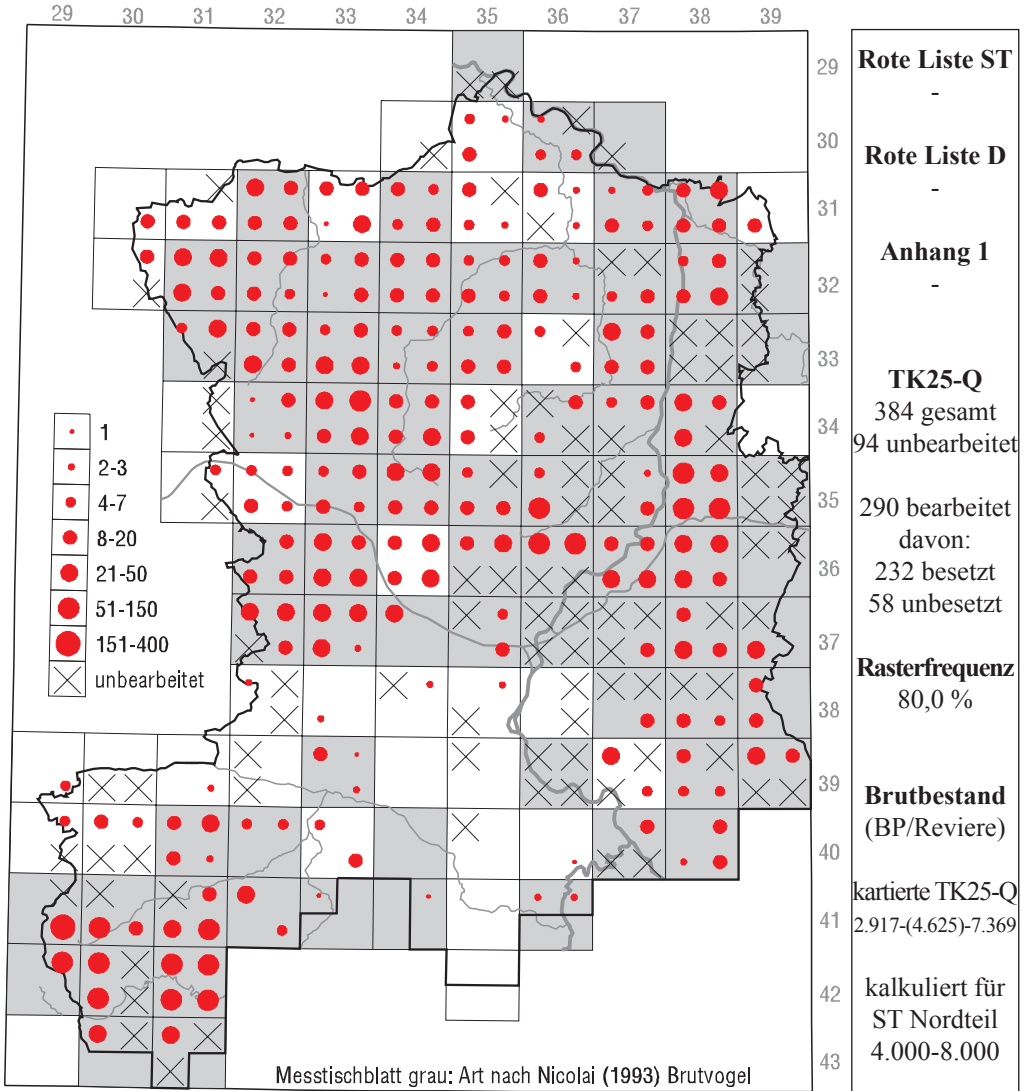 29 30 31 32 33 34 35 36 37 38 39
29
30
31
32
33
34
35
36
37
38
39
40
41
42
43
1
2-3
4-7
8-20
21-50
51-150
151-400
unbearbeitet
Messtischblatt grau: Art nach Nicolai (1993) Brutvogel
Rote Liste ST
-
Rote Liste D
-
Anhang 1
-
TK25-Q
384 gesamt
94 unbearbeitet
290 bearbeitet
davon:
232 besetzt
58 unbesetzt
Rasterfrequenz
80,0 %
Brutbestand
(BP/Reviere)
kartierte TK25-Q
2.917-(4.625)-7.369
kalkuliert für
ST Nordteil
4.000-8.000